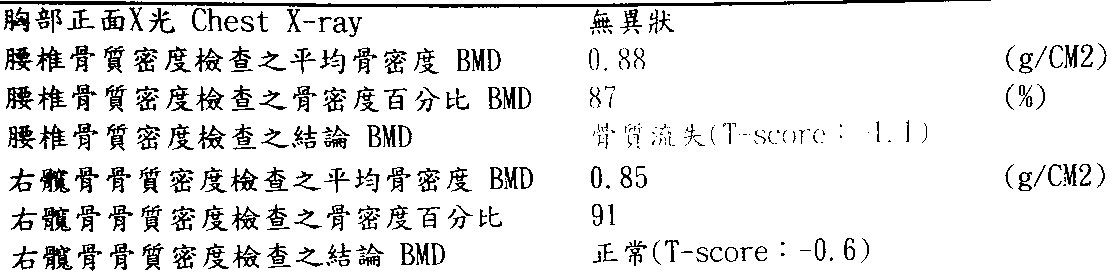 胸部正面X光 Chest X-ray 無異狀
腰椎骨質密度檢查之平均骨密度 BMD 0.88 (g/CM2)
腰椎骨質密度檢查之骨密度百分比 BMD 87 (%)
腰椎骨質密度檢查之結論 BMD 骨質流失(T-score：-1.1)
右髖骨骨質密度檢查之平均骨密度 BMD 0.85 (g/CM2)
右髖骨骨質密度檢查之骨密度百分比 91
右髖骨骨質密度檢查之結論 BMD 正常(T-score：-0.6)